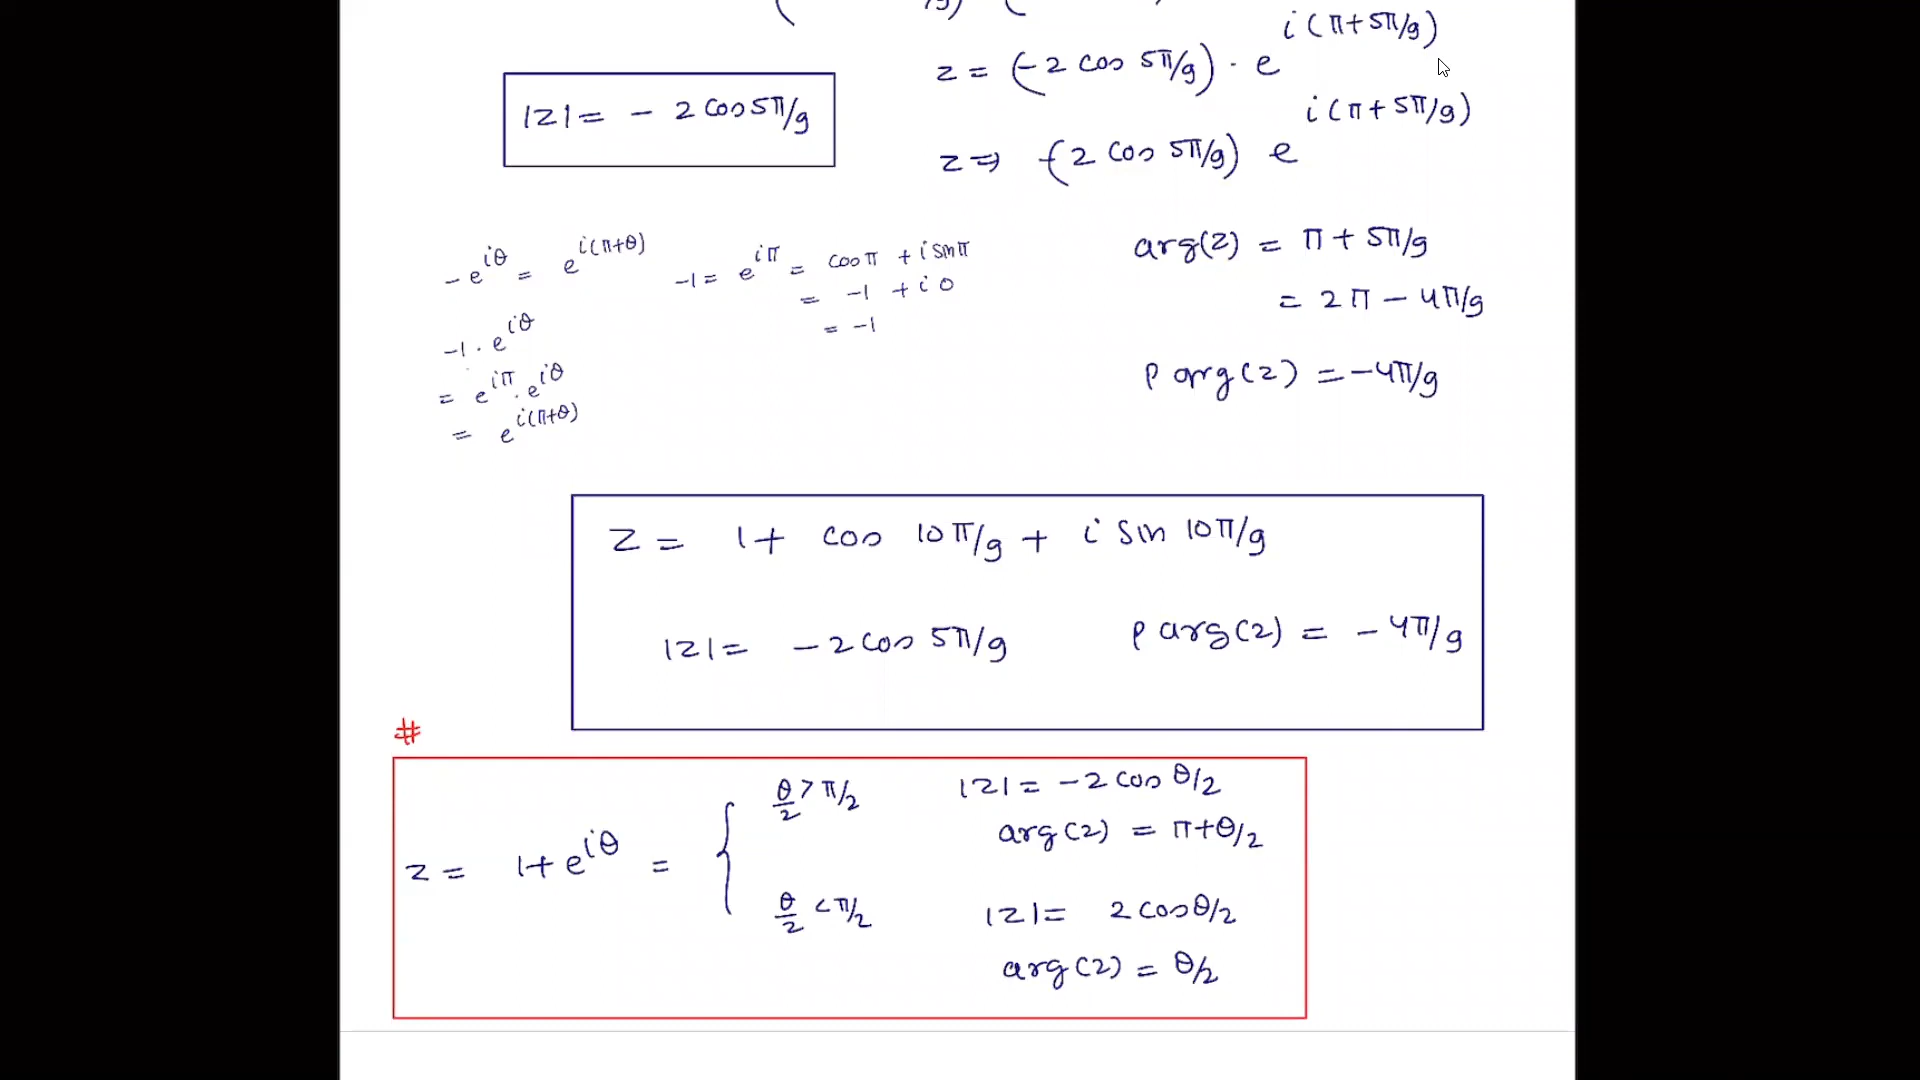 z = (-2 cos 5π/9) · e^{i(π+5π/9)}
|z| = - 2 cos 5π/9
z ⇒ (-2 cos 5π/9) e^{i(π+5π/9)}
-e^{iθ} = e^{i(π+θ)}
-1 · e^{iθ}
= e^{iπ} · e^{iθ}
= e^{i(π+θ)}
-1 = e^{iπ} = cos π + i sin π
= -1 + i 0
= -1
arg(z) = π + 5π/9
= 2π - 4π/9
P arg(z) = -4π/9
z = 1 + cos 10π/9 + i sin 10π/9
|z| = - 2 cos 5π/9 P arg(z) = - 4π/9
#
z = 1 + e^{iθ} = {
θ/2 > π/2 |z| = -2 cos θ/2
arg(z) = π + θ/2
θ/2 < π/2 |z| = 2 cos θ/2
arg(z) = θ/2